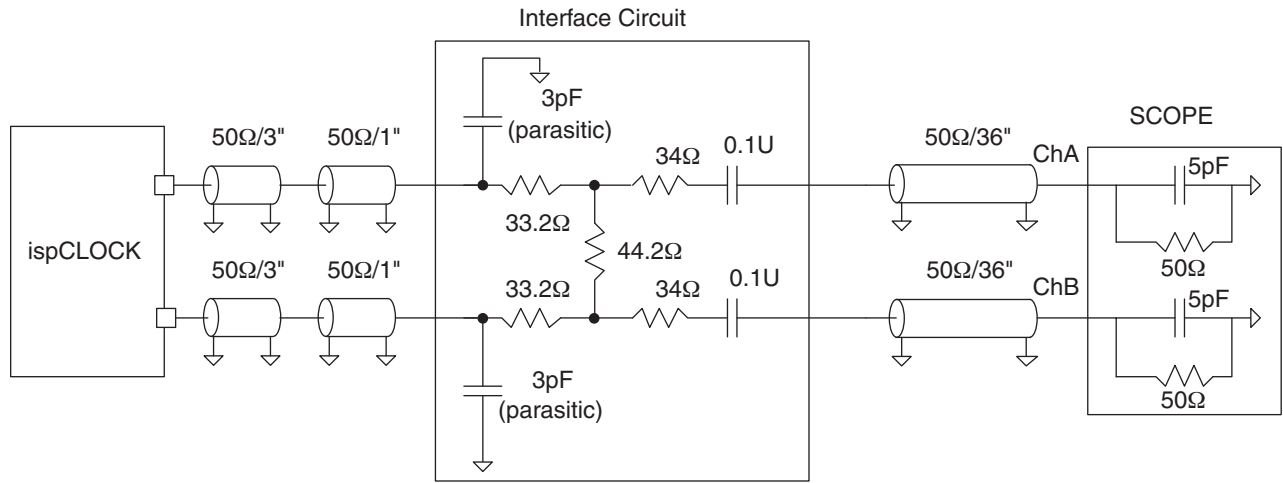 Interface Circuit
3pF
(parasitic)
50Ω/3"
50Ω/1"
34Ω
0.1U
50Ω/36"
ChA
SCOPE
5pF
33.2Ω
50Ω
ispCLOCK
44.2Ω
50Ω/3"
50Ω/1"
33.2Ω
34Ω
0.1U
50Ω/36"
ChB
5pF
50Ω
3pF
(parasitic)